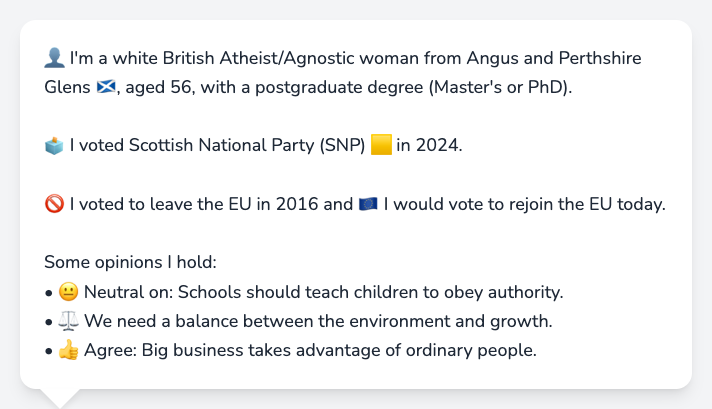 👤 I'm a white British Atheist/Agnostic woman from Angus and Perthshire
Glens 🏴󠁧󠁢󠁳󠁣󠁴󠁿, aged 56, with a postgraduate degree (Master's or PhD).
🗳️ I voted Scottish National Party (SNP) 🟨 in 2024.
🚫 I voted to leave the EU in 2016 and 🇪🇺 I would vote to rejoin the EU today.
Some opinions I hold:
• 😐 Neutral on: Schools should teach children to obey authority.
• ⚖️ We need a balance between the environment and growth.
• 👍 Agree: Big business takes advantage of ordinary people.